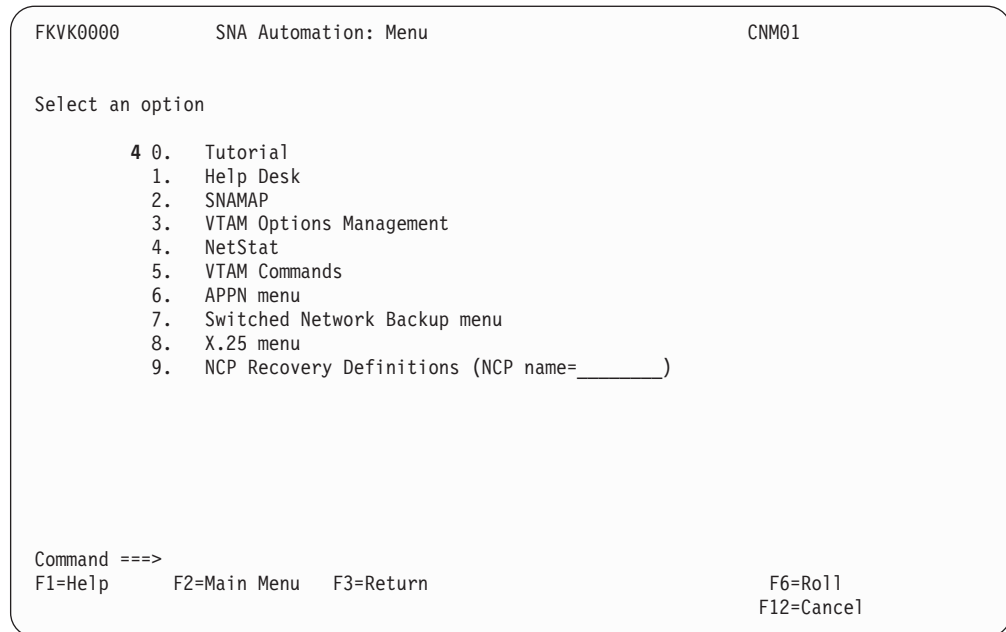 FKVK0000 SNA Automation: Menu CNM01
Select an option
4 0. Tutorial
1. Help Desk
2. SNAMAP
3. VTAM Options Management
4. NetStat
5. VTAM Commands
6. APPN menu
7. Switched Network Backup menu
8. X.25 menu
9. NCP Recovery Definitions (NCP name=________)
Command ===>
F1=Help F2=Main Menu F3=Return F6=Roll
F12=Cancel